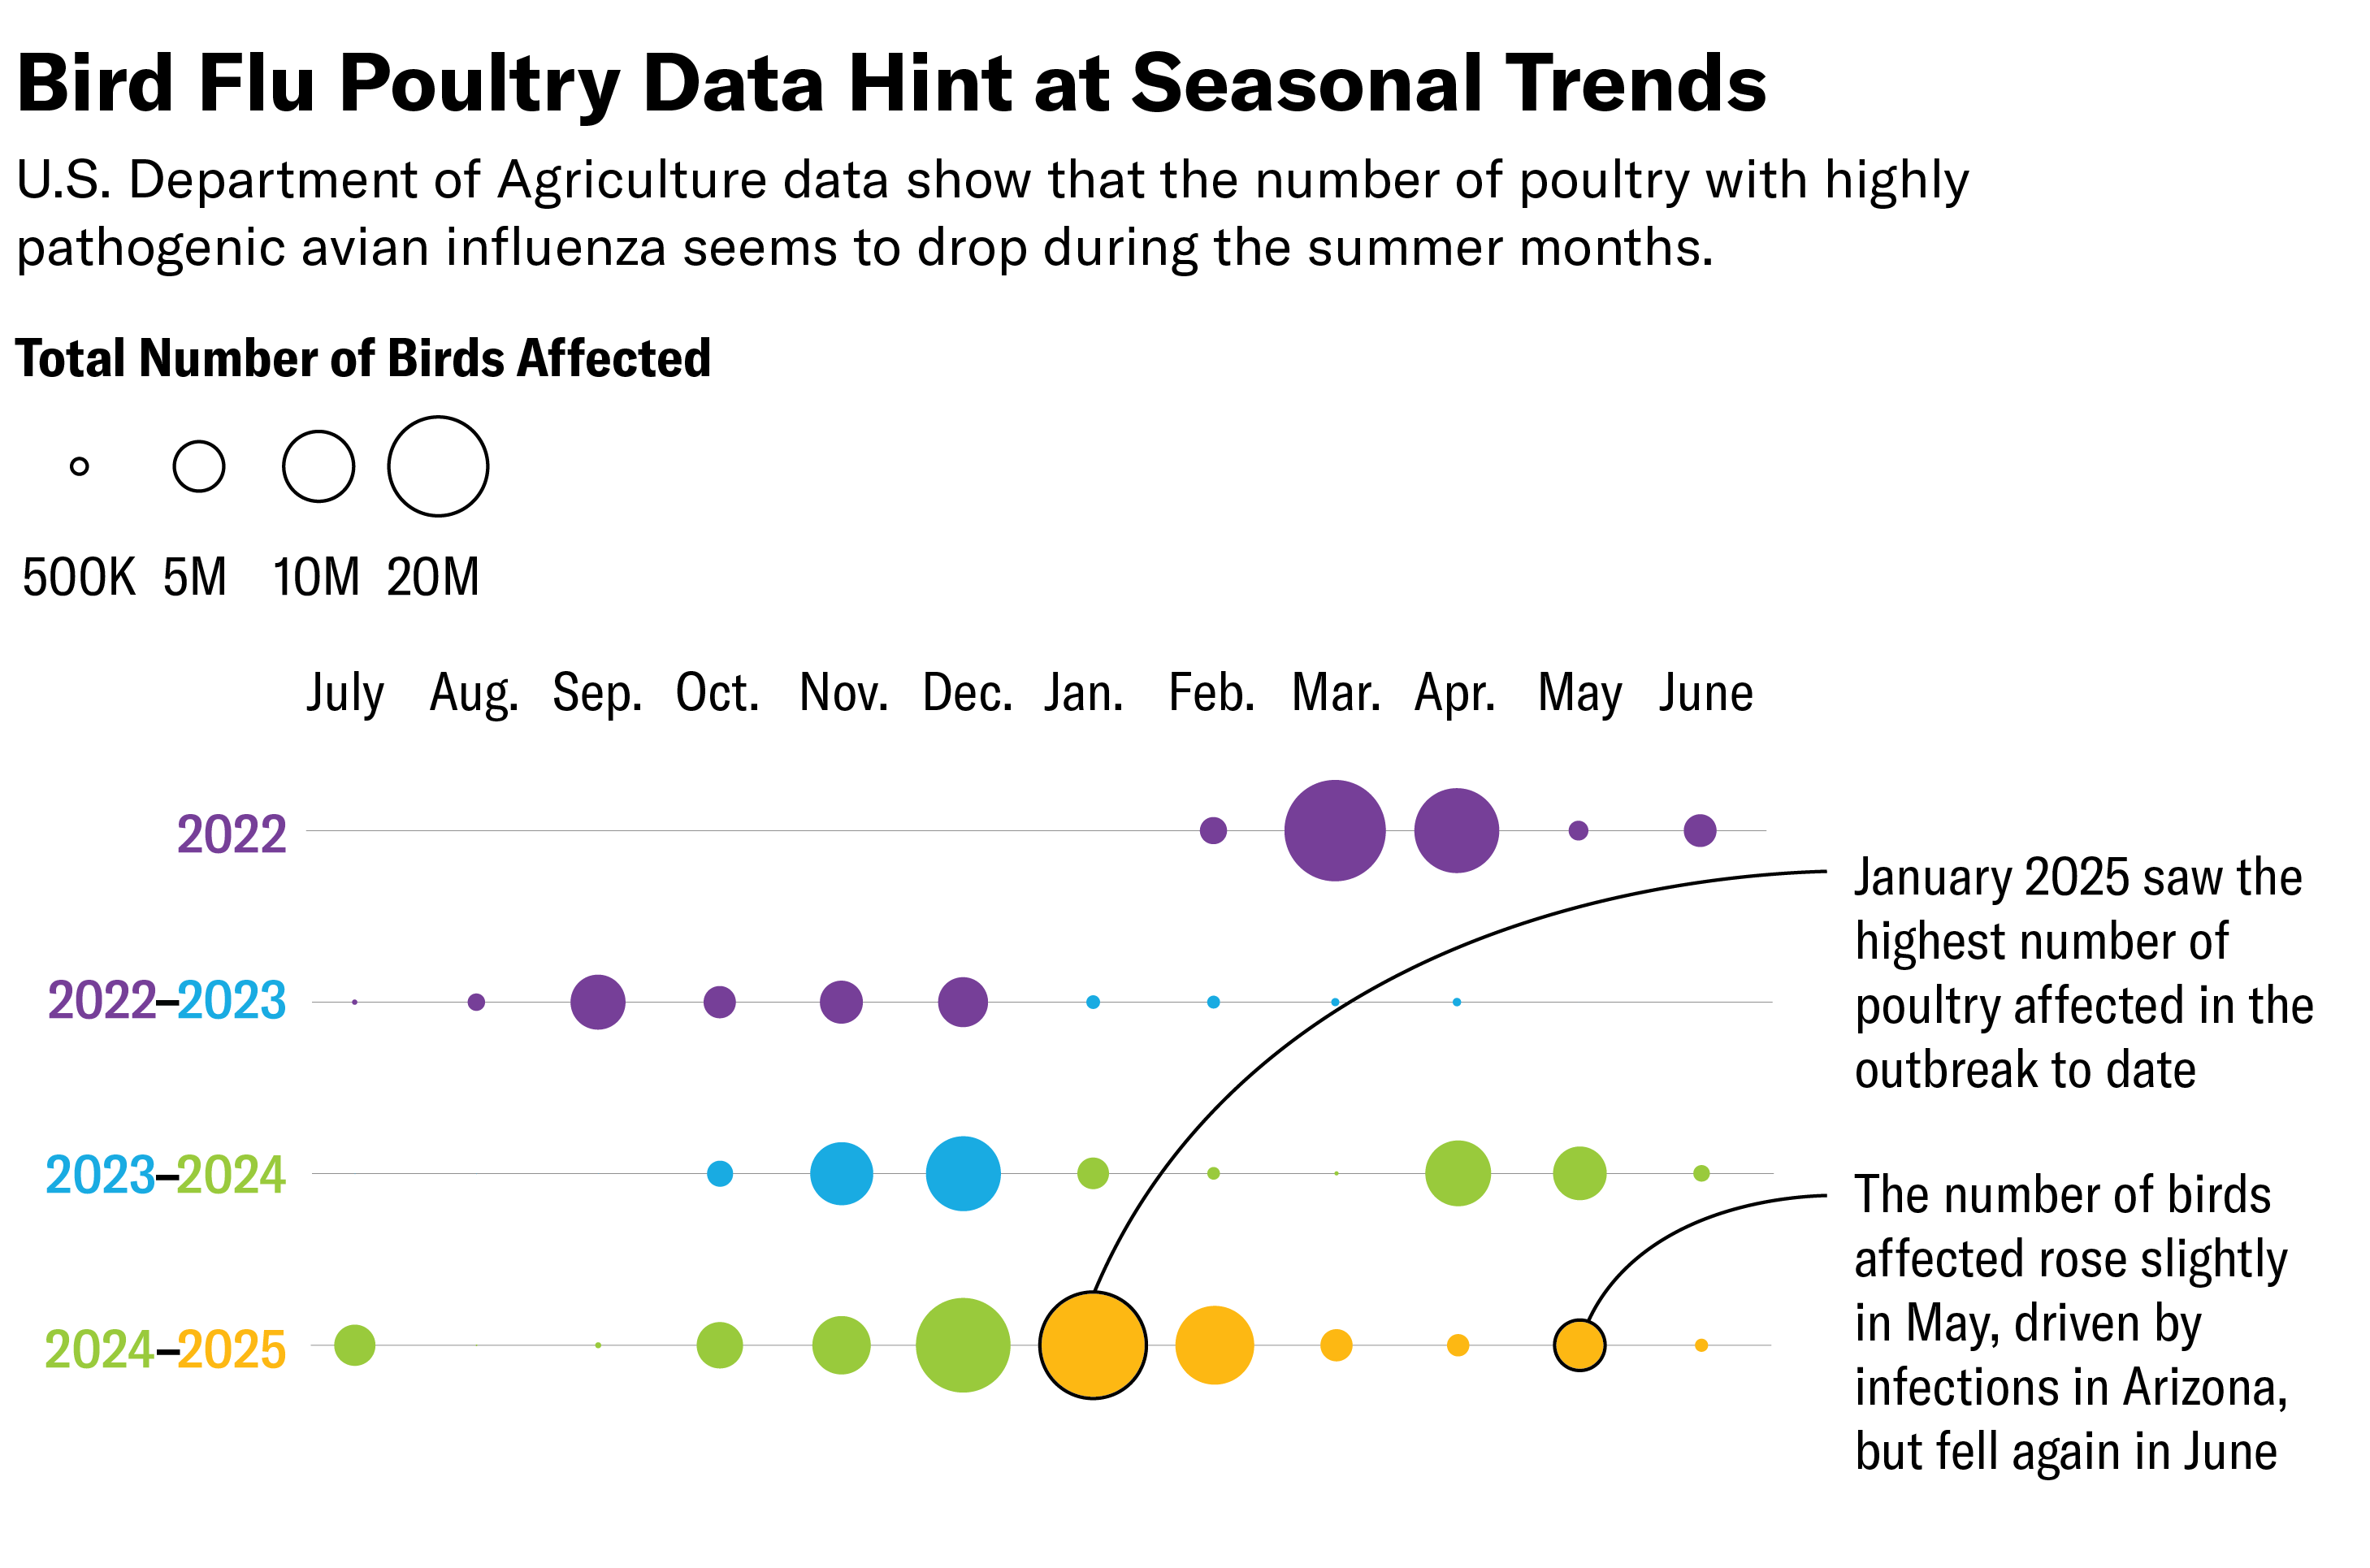 Bird Flu Poultry Data Hint at Seasonal Trends
U.S. Department of Agriculture data show that the number of poultry with highly
pathogenic avian influenza seems to drop during the summer months.
Total Number of Birds Affected
500K 5M 10M 20M
July Aug. Sep. Oct. Nov. Dec. Jan. Feb. Mar. Apr. May June
2022
January 2025 saw the
highest number of
poultry affected in the
outbreak to date
2022–2023
2023–2024
The number of birds
affected rose slightly
in May, driven by
infections in Arizona,
but fell again in June
2024–2025